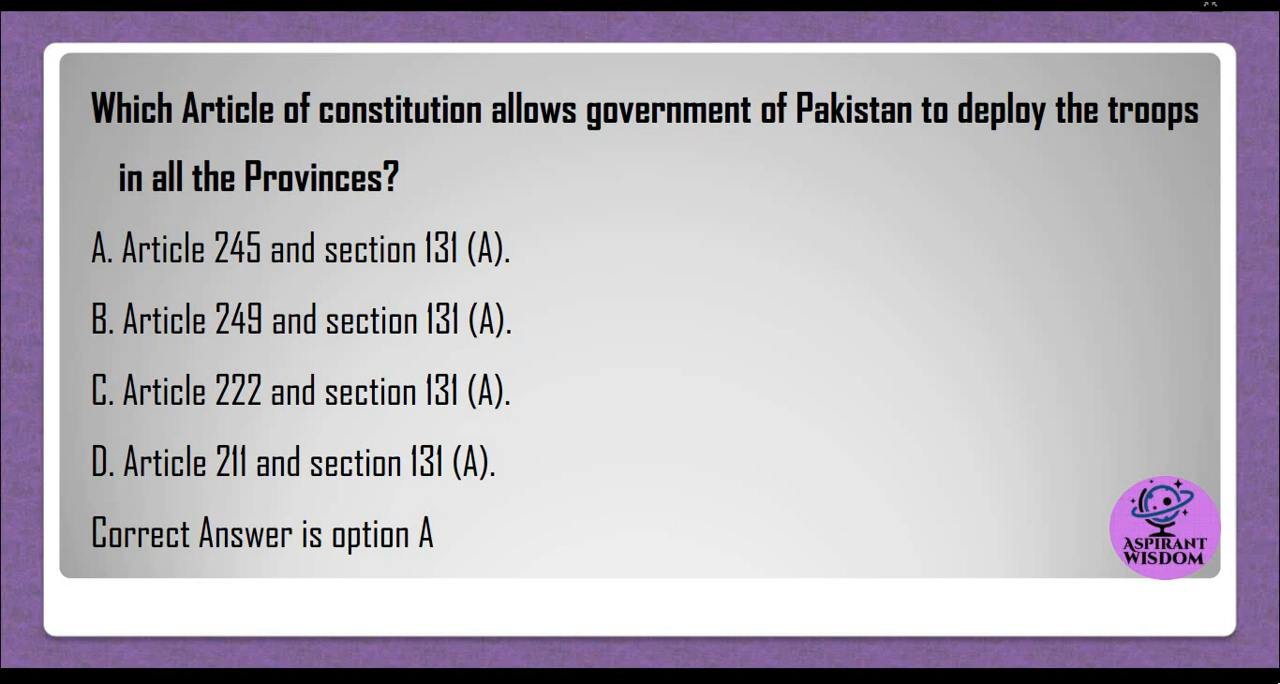 Which Article of constitution allows government of Pakistan to deploy the troops
in all the Provinces?
A. Article 245 and section 131 (A).
B. Article 249 and section 131 (A).
C. Article 222 and section 131 (A).
D. Article 211 and section 131 (A).
Correct Answer is option A
ASPIRANT
WISDOM